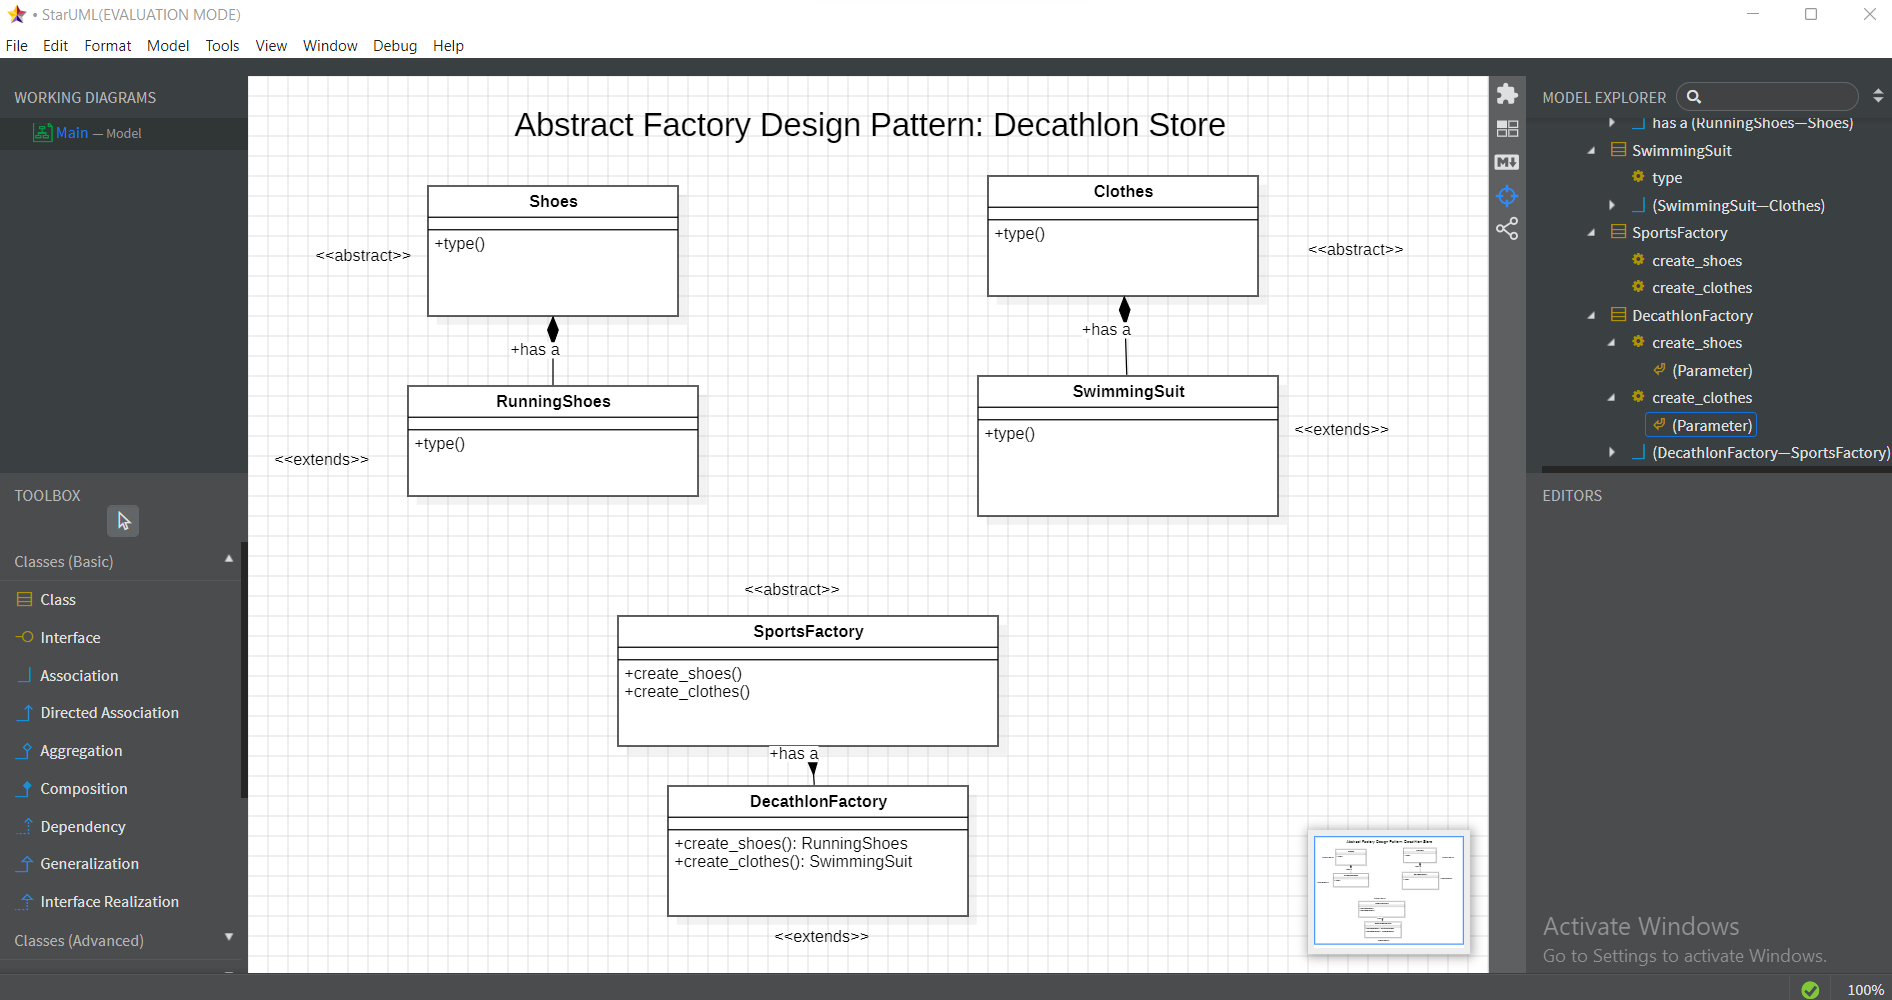 • StarUML(EVALUATION MODE)
File Edit Format Model Tools View Window Debug Help
WORKING DIAGRAMS
Main — Model
TOOLBOX
Classes (Basic)
Class
Interface
Association
Directed Association
Aggregation
Composition
Dependency
Generalization
Interface Realization
Classes (Advanced)
Abstract Factory Design Pattern: Decathlon Store
Shoes
+type()
<<abstract>>
+has a
RunningShoes
+type()
<<extends>>
Clothes
+type()
<<abstract>>
+has a
SwimmingSuit
+type()
<<extends>>
<<abstract>>
SportsFactory
+create_shoes()
+create_clothes()
+has a
DecathlonFactory
+create_shoes(): RunningShoes
+create_clothes(): SwimmingSuit
<<extends>>
MODEL EXPLORER
has a (RunningShoes—Shoes)
SwimmingSuit
type
(SwimmingSuit—Clothes)
SportsFactory
create_shoes
create_clothes
DecathlonFactory
create_shoes
(Parameter)
create_clothes
(Parameter)
(DecathlonFactory—SportsFactory)
EDITORS
Activate Windows
Go to Settings to activate Windows.
100%